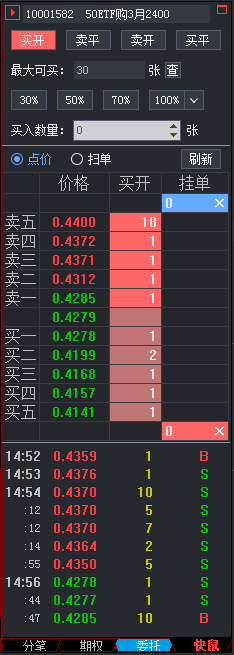 10001582 50ETF购3月2400
买开 卖平 卖开 买平
最大可买: 30 张 查
30% 50% 70% 100%
买入数量: 0 张
点价 扫单 刷新
价格 买开 挂单
0 ×
卖五 0.4400 18
卖四 0.4372 1
卖三 0.4371 1
卖二 0.4312 1
卖一 0.4285 1
0.4279
买一 0.4278 1
买二 0.4199 2
买三 0.4168 1
买四 0.4157 1
买五 0.4141 1
0 ×
14:52 0.4359 1 B
14:53 0.4376 1 S
14:54 0.4370 10 S
:12 0.4370 5 S
:12 0.4370 7 S
:14 0.4364 2 S
:55 0.4350 5 S
14:56 0.4278 1 S
:44 0.4277 1 S
:47 0.4285 10 B
分笔 期权 委托 快鼠